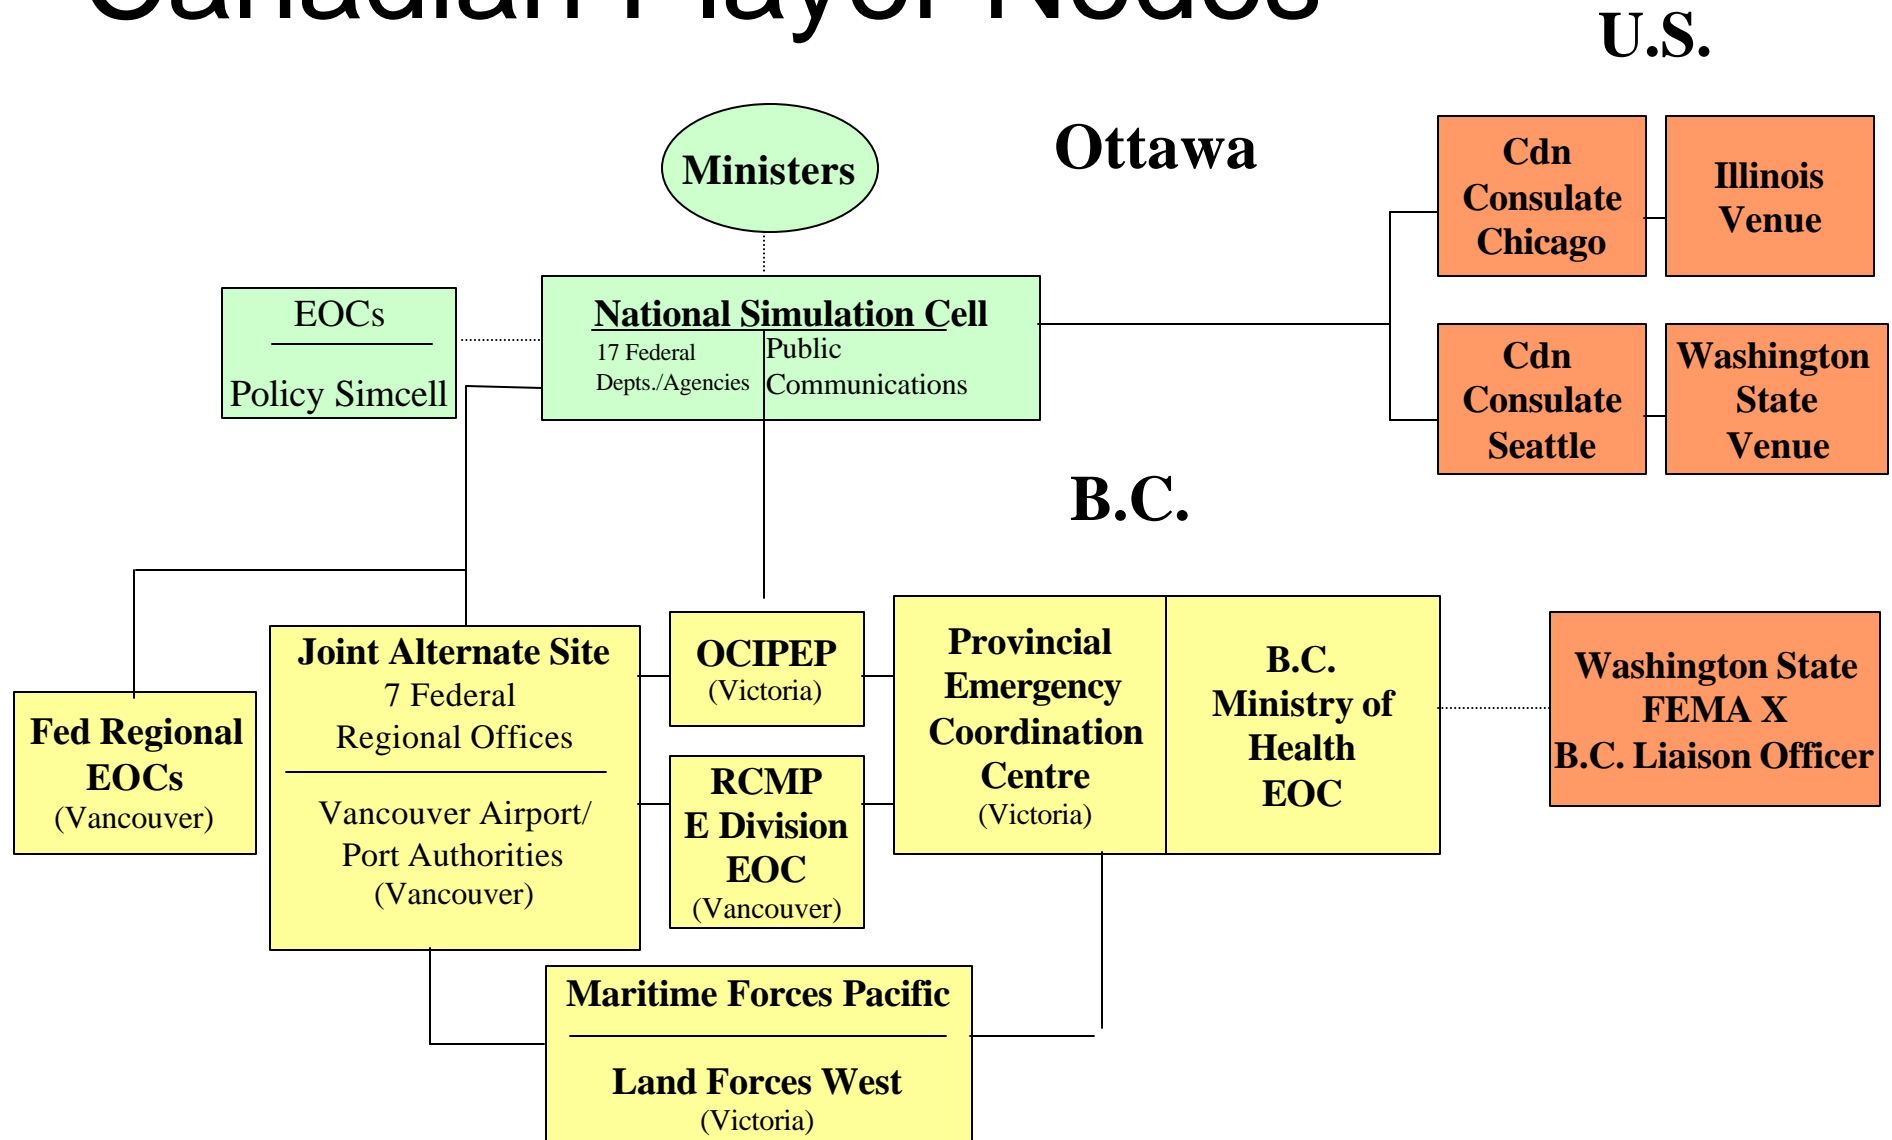 Canadian Player Nodes
U.S.
Ottawa
Ministers
Cdn
Consulate
Chicago
Illinois
Venue
EOCs
Policy Simcell
National Simulation Cell
17 Federal
Depts./Agencies
Public
Communications
Cdn
Consulate
Seattle
Washington
State
Venue
B.C.
Fed Regional
EOCs
(Vancouver)
Joint Alternate Site
7 Federal
Regional Offices
Vancouver Airport/
Port Authorities
(Vancouver)
OCIPEP
(Victoria)
RCMP
E Division
EOC
(Vancouver)
Provincial
Emergency
Coordination
Centre
(Victoria)
B.C.
Ministry of
Health
EOC
Washington State
FEMA X
B.C. Liaison Officer
Maritime Forces Pacific
Land Forces West
(Victoria)